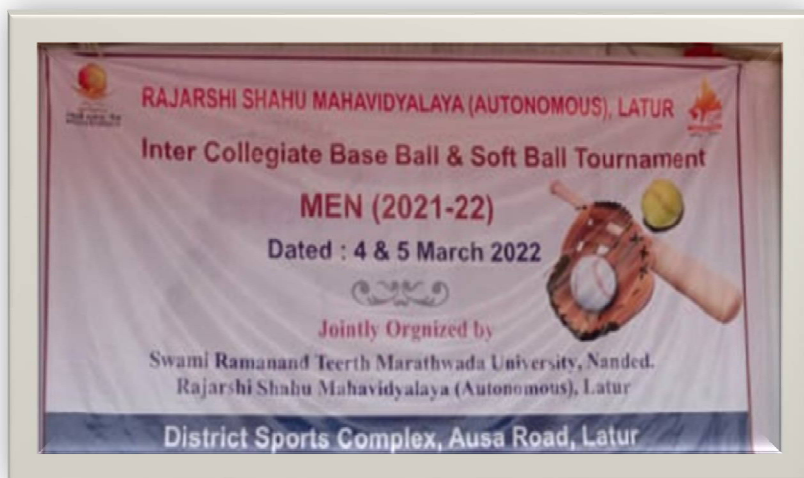 RAJARSHI SHAHU MAHAVIDYALAYA (AUTONOMOUS), LATUR
Inter Collegiate Base Ball & Soft Ball Tournament
MEN (2021-22)
Dated : 4 & 5 March 2022
Jointly Orgnized by
Swami Ramanand Teerth Marathwada University, Nanded.
Rajarshi Shahu Mahavidyalaya (Autonomous), Latur
District Sports Complex, Ausa Road, Latur